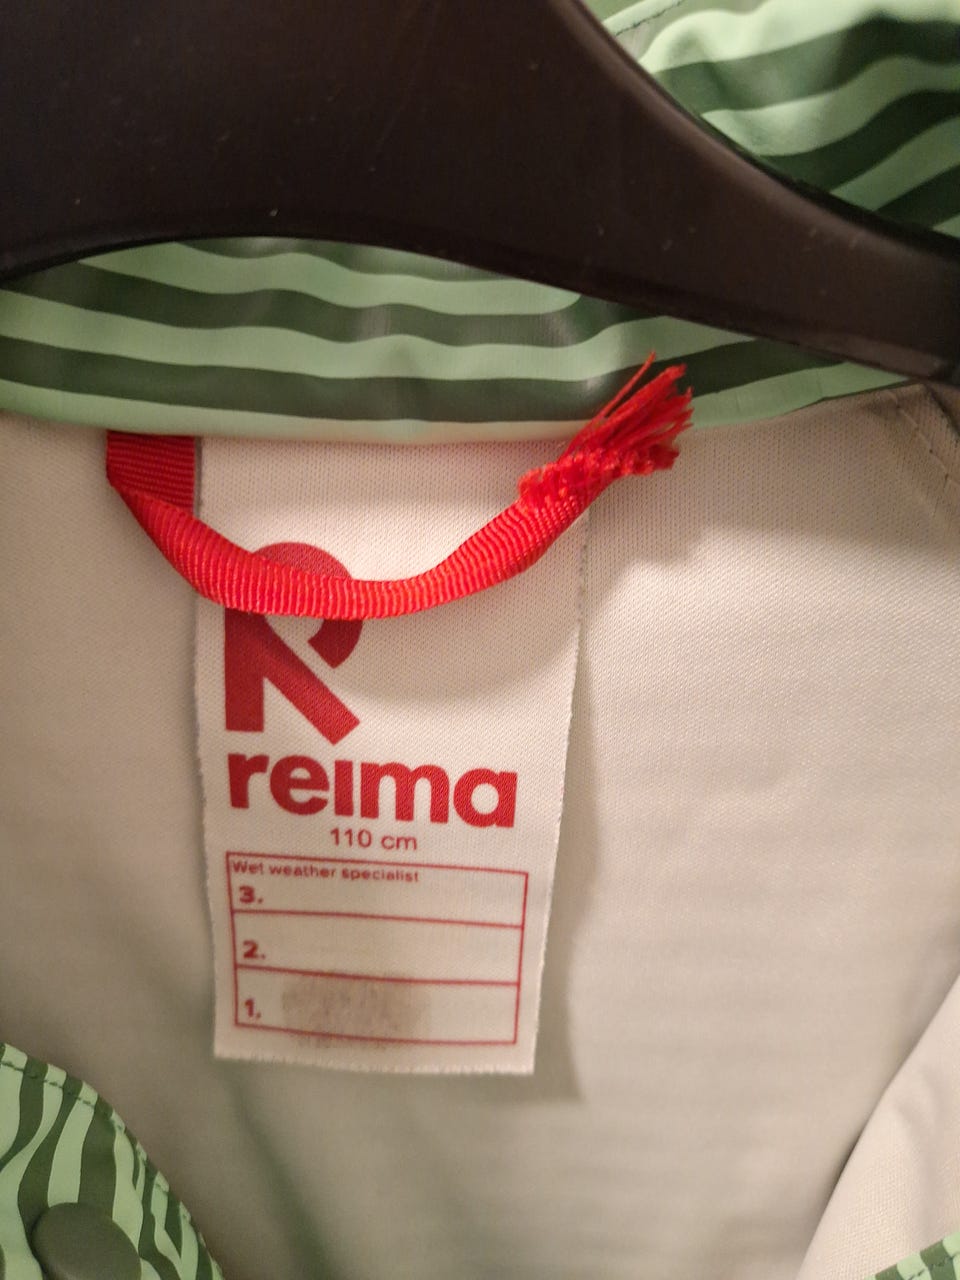 reima
110 cm
Wet weather specialist
3.
2.
1.